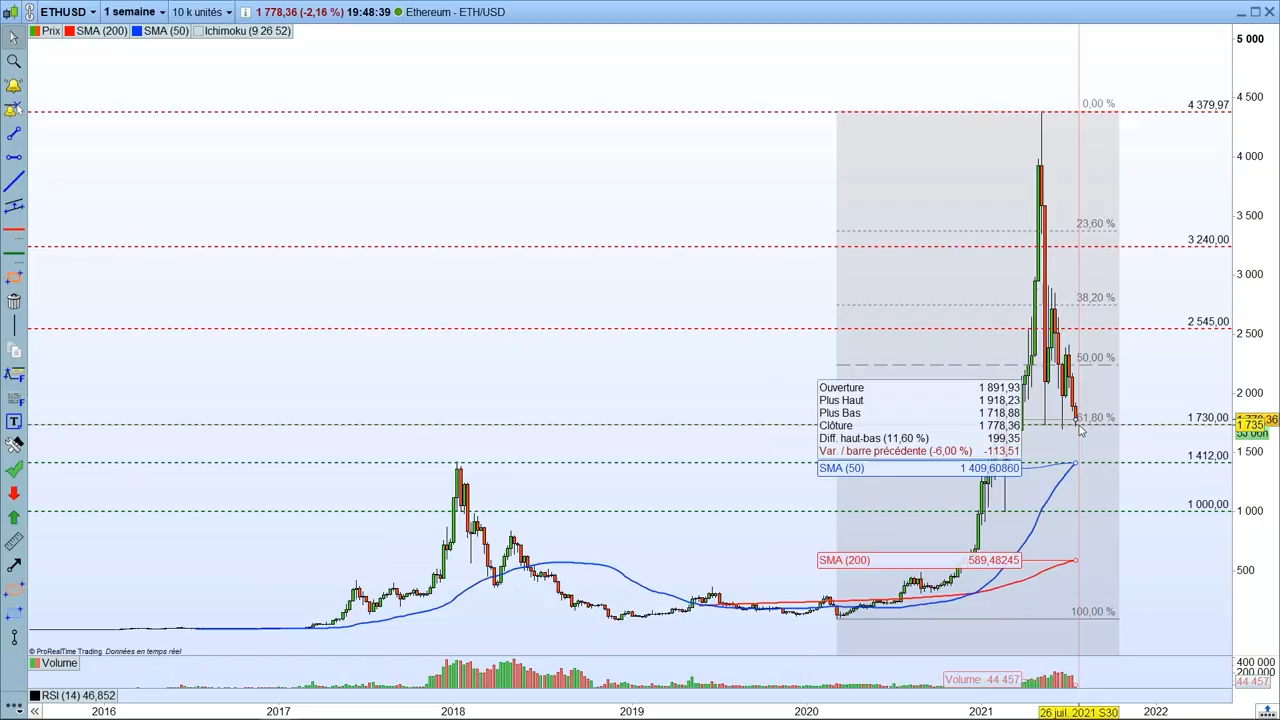 ETHUSD 1 semaine 10 k unités 1 778,36 (-2,16 %) 19:48:39 Ethereum - ETH/USD
Prix SMA (200) SMA (50) Ichimoku (9 26 52)
5 000
4 500
0,00 %
4 379,97
4 000
3 500
23,60 %
3 240,00
3 000
38,20 %
2 545,00
2 500
50,00 %
2 000
Ouverture 1 891,93
Plus Haut 1 918,23
Plus Bas 1 718,88
Clôture 1 778,36
Diff. haut-bas (11,60 %) 199,35
Var. / barre précédente (-6,00 %) -113,51
SMA (50) 1 409,60860
61,80 %
1 730,00
1 735
1 500
1 412,00
1 000,00
1 000
SMA (200) 589,48245
500
100,00 %
© ProRealTime Trading Données en temps réel
Volume
400 000
200 000
Volume 44 457
44 457
RSI (14) 46,852
2016 2017 2018 2019 2020 2021 26 juil. 2021 S30 2022